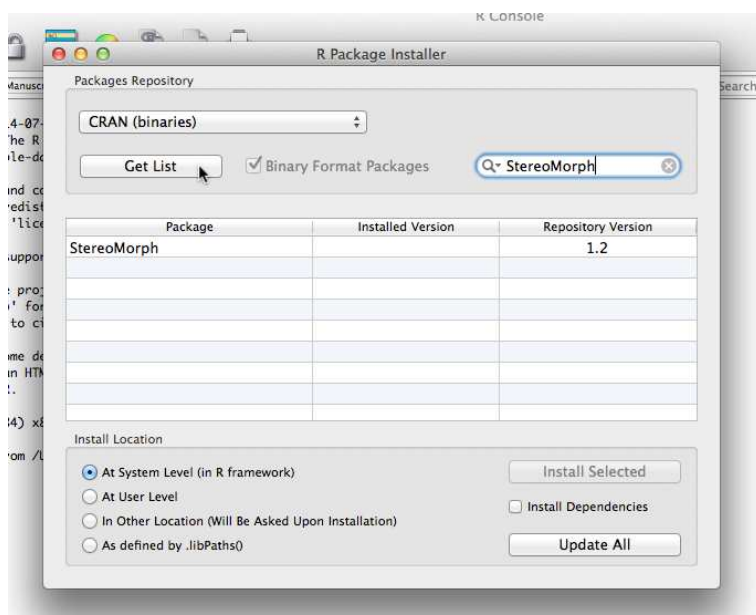 R Console
R Package Installer
Packages Repository
Manusc
Search
CRAN (binaries)
Get List
Binary Format Packages
StereoMorph
Package Installed Version Repository Version
StereoMorph 1.2
Install Location
At System Level (in R framework)
Install Selected
At User Level
Install Dependencies
In Other Location (Will Be Asked Upon Installation)
As defined by .libPaths()
Update All